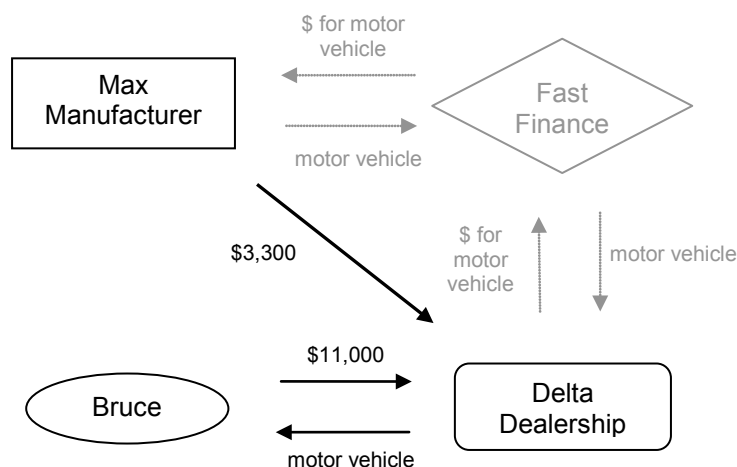 $ for motor
vehicle
Max
Manufacturer
Fast
Finance
motor vehicle
$3,300
$ for
motor
vehicle
motor vehicle
$11,000
Bruce
Delta
Dealership
motor vehicle